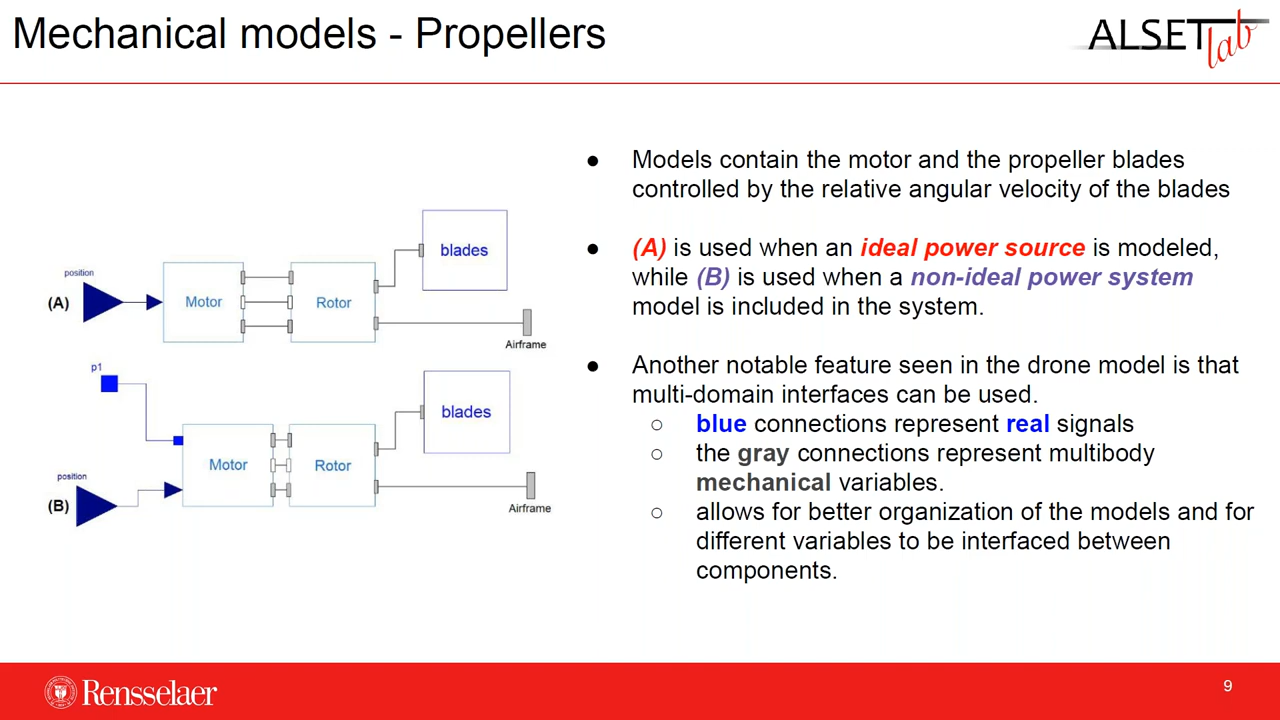 Mechanical models - Propellers
ALSET lab
● Models contain the motor and the propeller blades
controlled by the relative angular velocity of the blades
● (A) is used when an ideal power source is modeled,
while (B) is used when a non-ideal power system
model is included in the system.
● Another notable feature seen in the drone model is that
multi-domain interfaces can be used.
○ blue connections represent real signals
○ the gray connections represent multibody
mechanical variables.
○ allows for better organization of the models and for
different variables to be interfaced between
components.
position
(A)
Motor
Rotor
blades
Airframe
p1
position
(B)
Motor
Rotor
blades
Airframe
Rensselaer
9